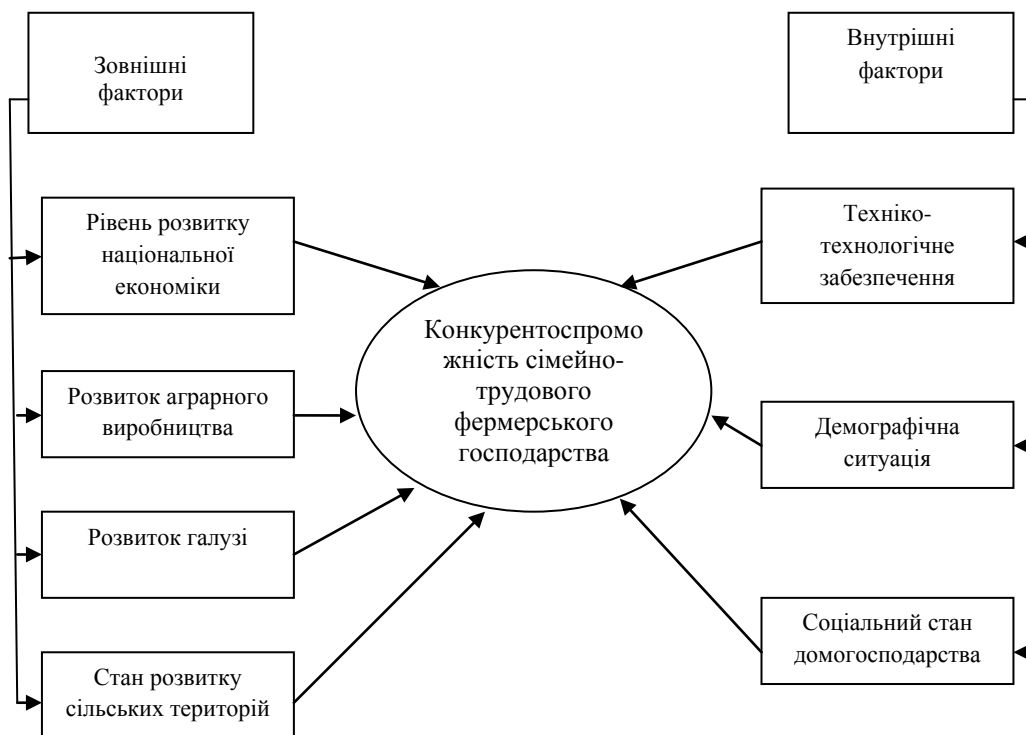 Зовнішні
фактори
Внутрішні
фактори
Рівень розвитку
національної
економіки
Розвиток аграрного
виробництва
Розвиток галузі
Стан розвитку
сільських територій
Конкурентоспромо
жність сімейно-
трудового
фермерського
господарства
Техніко-
технологічне
забезпечення
Демографічна
ситуація
Соціальний стан
домогосподарства